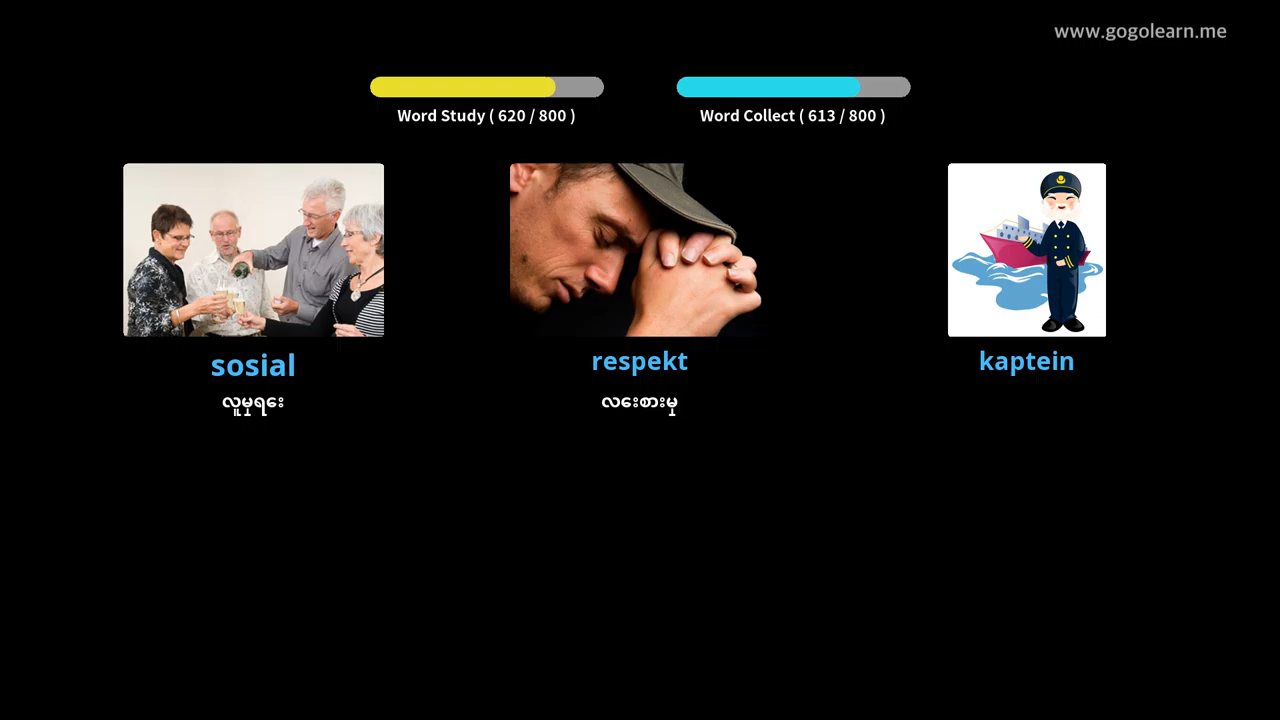 www.gogolearn.me
Word Study ( 620 / 800 )
Word Collect ( 613 / 800 )
sosial
respekt
kaptein
လူမှုရေး
လေးစားမှု